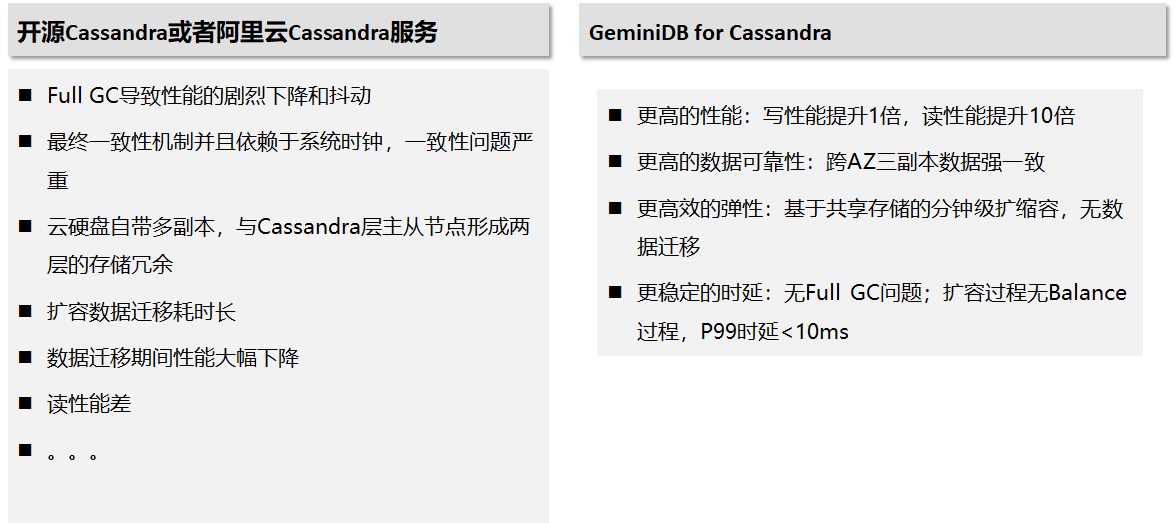 开源Cassandra或者阿里云Cassandra服务
■ Full GC导致性能的剧烈下降和抖动
■ 最终一致性机制并且依赖于系统时钟，一致性问题严
重
■ 云硬盘自带多副本，与Cassandra层主从节点形成两
层的存储冗余
■ 扩容数据迁移耗时长
■ 数据迁移期间性能大幅下降
■ 读性能差
■ 。。。
GeminiDB for Cassandra
■ 更高的性能：写性能提升1倍，读性能提升10倍
■ 更高的数据可靠性：跨AZ三副本数据强一致
■ 更高效的弹性：基于共享存储的分钟级扩缩容，无数
据迁移
■ 更稳定的时延：无Full GC问题；扩容过程无Balance
过程，P99时延<10ms